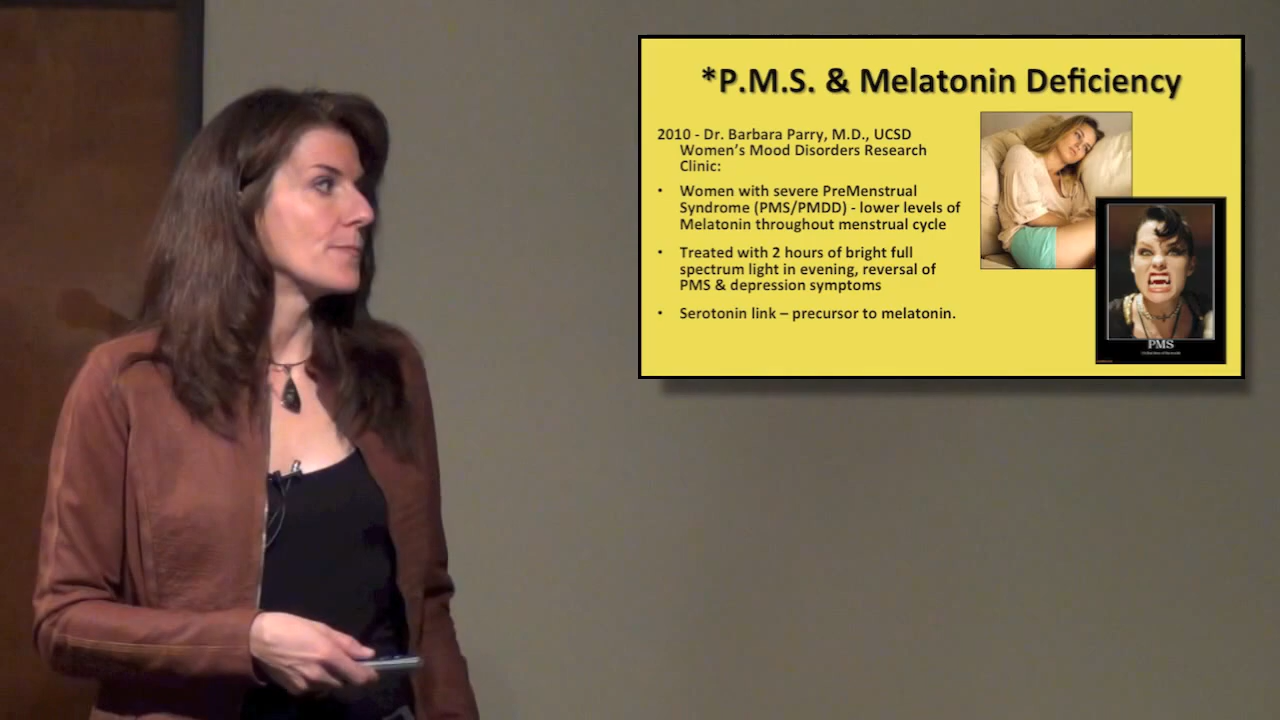 *P.M.S. & Melatonin Deficiency
2010 - Dr. Barbara Parry, M.D., UCSD
Women's Mood Disorders Research
Clinic:
• Women with severe PreMenstrual
Syndrome (PMS/PMDD) - lower levels of
Melatonin throughout menstrual cycle
• Treated with 2 hours of bright full
spectrum light in evening, reversal of
PMS & depression symptoms
• Serotonin link – precursor to melatonin.
PMS